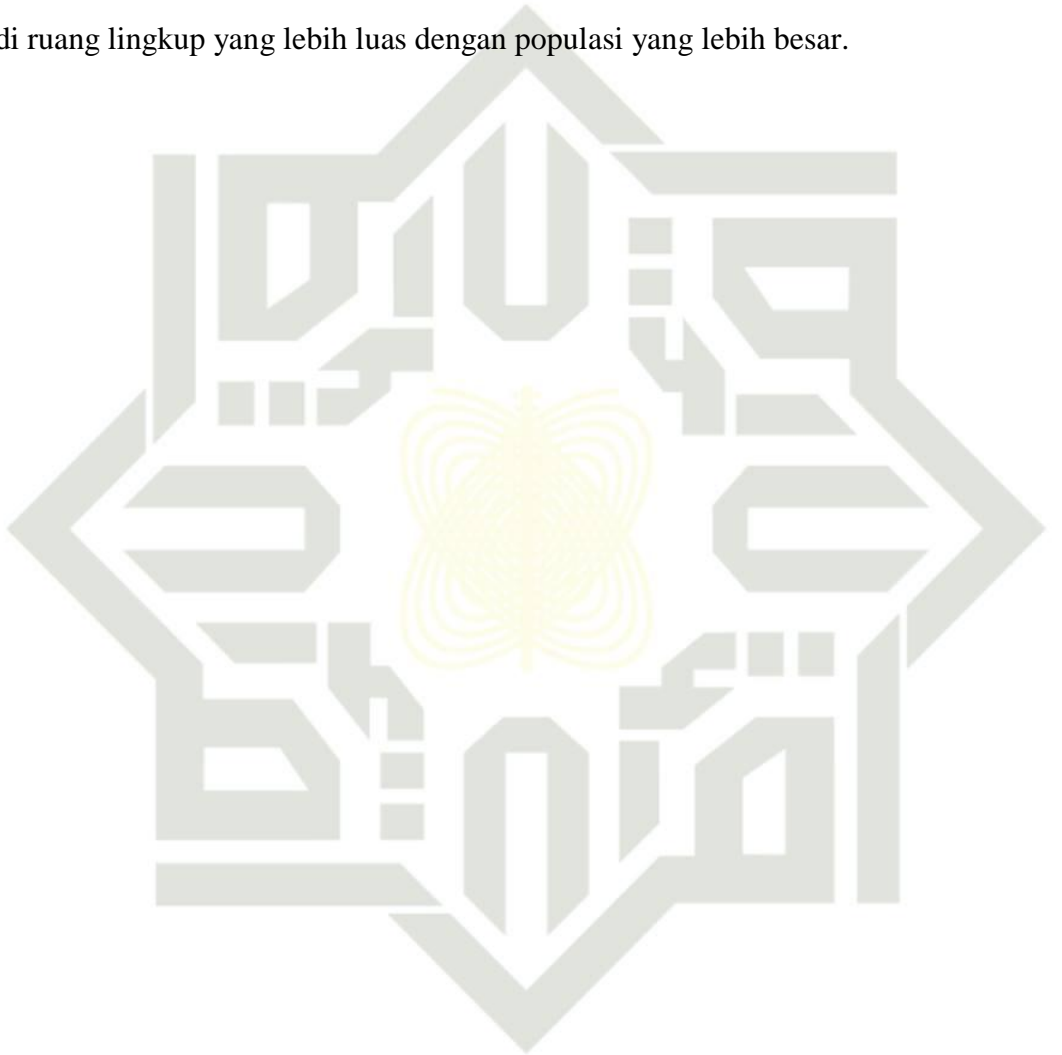 di ruang lingkup yang lebih luas dengan populasi yang lebih besar.